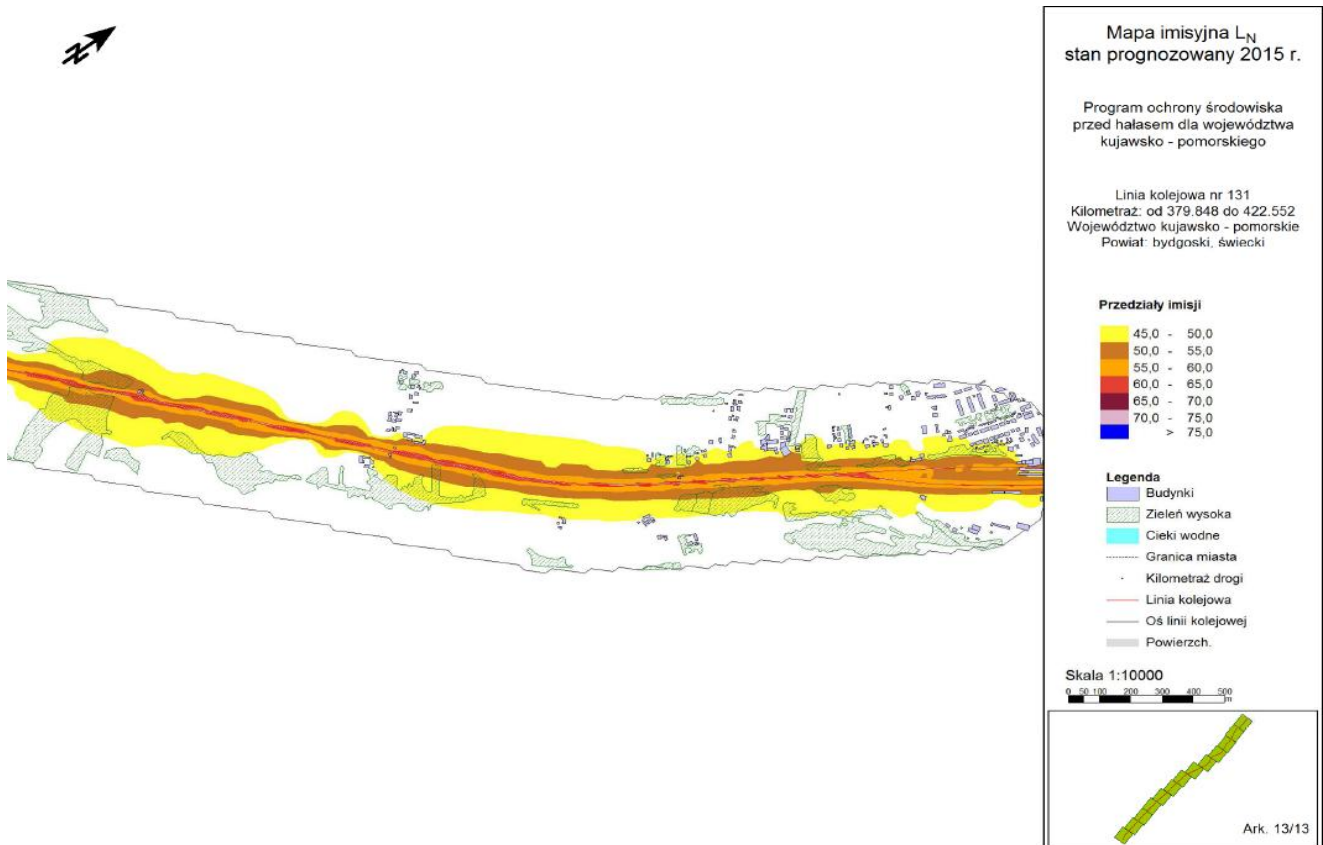 N
Mapa imisyjna L_N
stan prognozowany 2015 r.
Program ochrony środowiska
przed hałasem dla województwa
kujawsko - pomorskiego
Linia kolejowa nr 131
Kilometraż: od 379.848 do 422.552
Województwo kujawsko - pomorskie
Powiat: bydgoski, świecki
Przedziały imisji
45,0 - 50,0
50,0 - 55,0
55,0 - 60,0
60,0 - 65,0
65,0 - 70,0
70,0 - 75,0
> 75,0
Legenda
Budynki
Zieleń wysoka
Cieki wodne
Granica miasta
Kilometraż drogi
Linia kolejowa
Oś linii kolejowej
Powierzch.
Skala 1:10000
0 50 100 200 300 400 500
m
Ark. 13/13